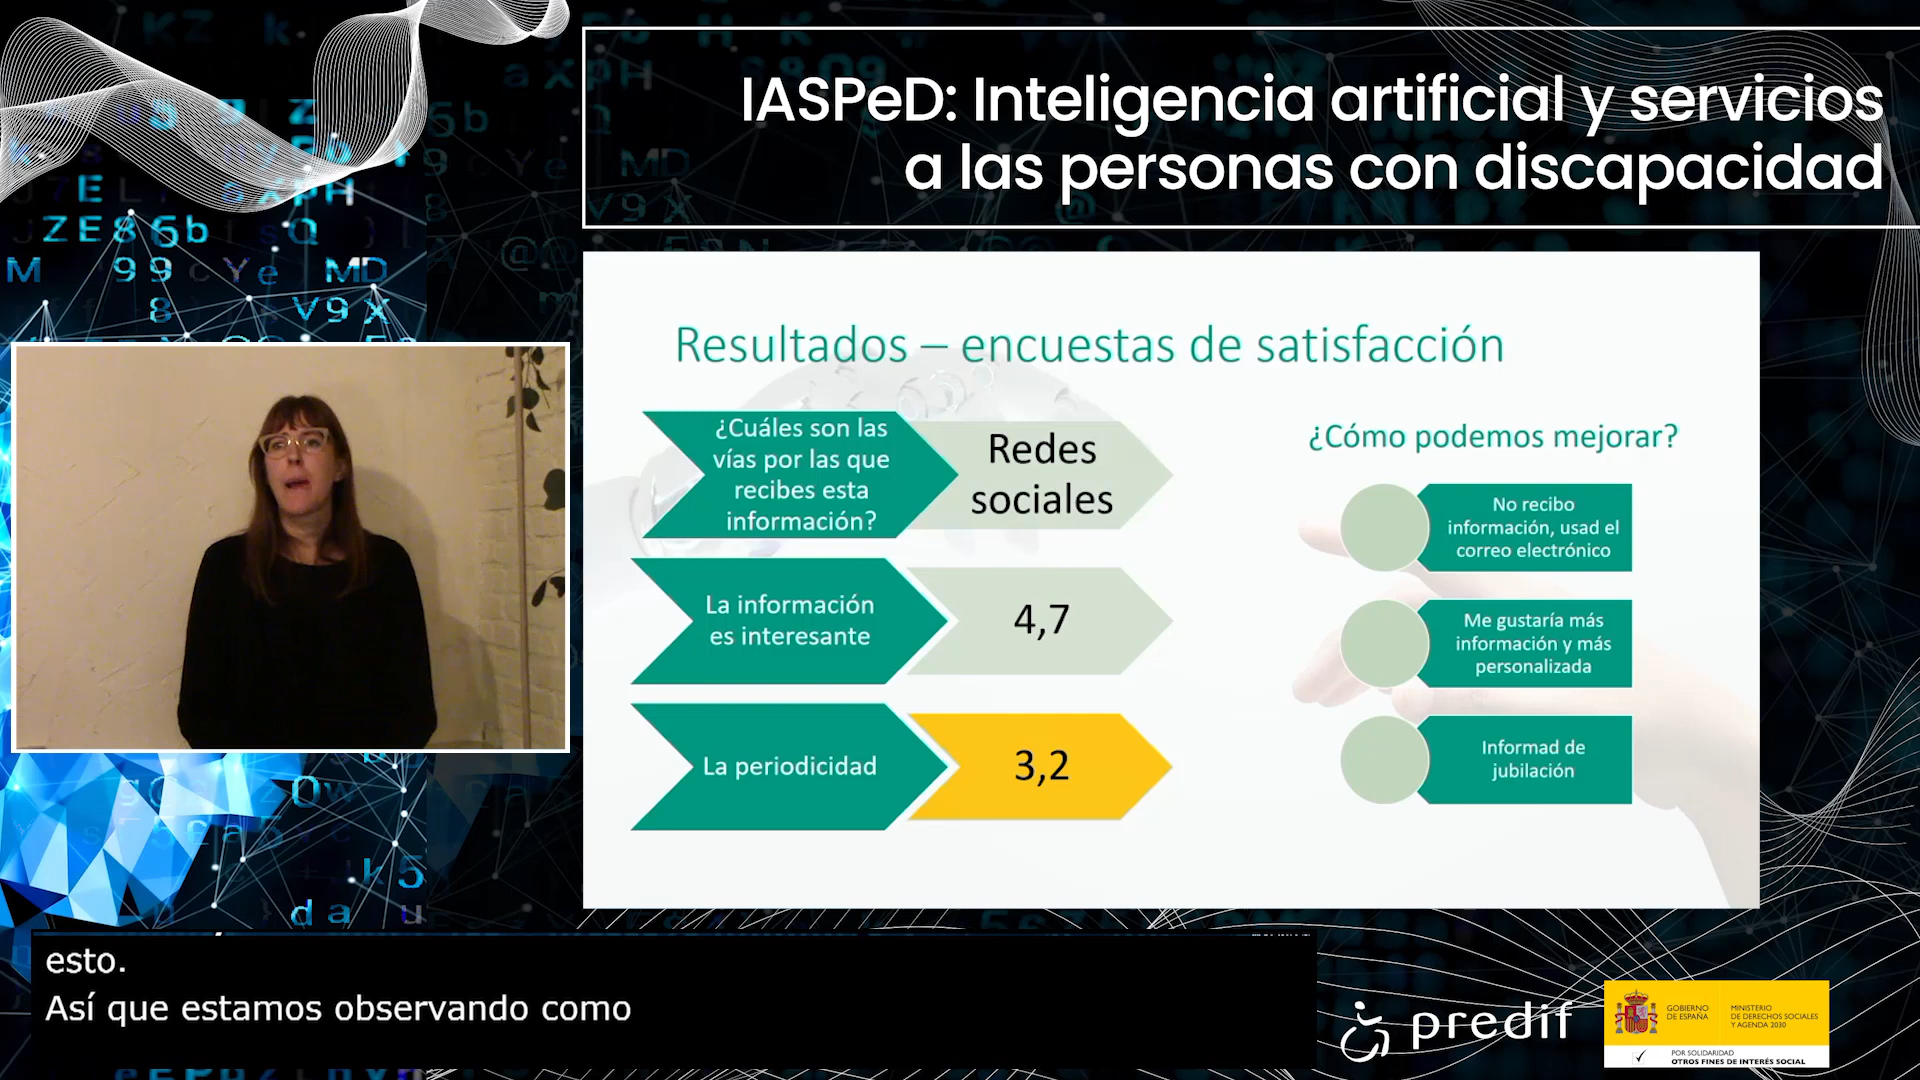 IASPeD: Inteligencia artificial y servicios
a las personas con discapacidad
Resultados – encuestas de satisfacción
¿Cuáles son las
vías por las que
recibes esta
información?
Redes
sociales
La información
es interesante
4,7
La periodicidad
3,2
¿Cómo podemos mejorar?
No recibo
información, usad el
correo electrónico
Me gustaría más
información y más
personalizada
Informad de
jubilación
esto.
Así que estamos observando como
predif
GOBIERNO
DE ESPAÑA
MINISTERIO
DE DERECHOS SOCIALES
Y AGENDA 2030
POR SOLIDARIDAD
OTROS FINES DE INTERÉS SOCIAL